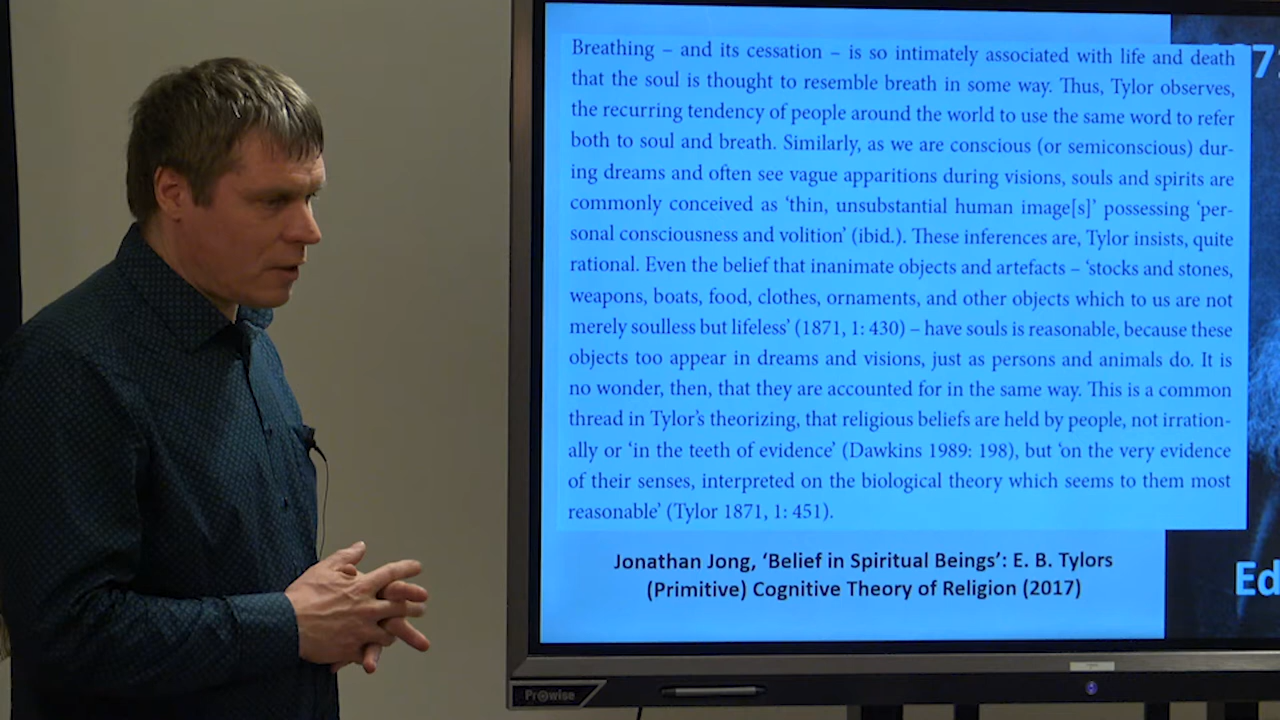 Breathing – and its cessation – is so intimately associated with life and death
that the soul is thought to resemble breath in some way. Thus, Tylor observes,
the recurring tendency of people around the world to use the same word to refer
both to soul and breath. Similarly, as we are conscious (or semiconscious) dur-
ing dreams and often see vague apparitions during visions, souls and spirits are
commonly conceived as ‘thin, unsubstantial human image[s]’ possessing ‘per-
sonal consciousness and volition’ (ibid.). These inferences are, Tylor insists, quite
rational. Even the belief that inanimate objects and artefacts – ‘stocks and stones,
weapons, boats, food, clothes, ornaments, and other objects which to us are not
merely soulless but lifeless’ (1871, 1: 430) – have souls is reasonable, because these
objects too appear in dreams and visions, just as persons and animals do. It is
no wonder, then, that they are accounted for in the same way. This is a common
thread in Tylor’s theorizing, that religious beliefs are held by people, not irration-
ally or ‘in the teeth of evidence’ (Dawkins 1989: 198), but ‘on the very evidence
of their senses, interpreted on the biological theory which seems to them most
reasonable’ (Tylor 1871, 1: 451).
Jonathan Jong, ‘Belief in Spiritual Beings’: E. B. Tylors
(Primitive) Cognitive Theory of Religion (2017)
7
Ed
Prowise